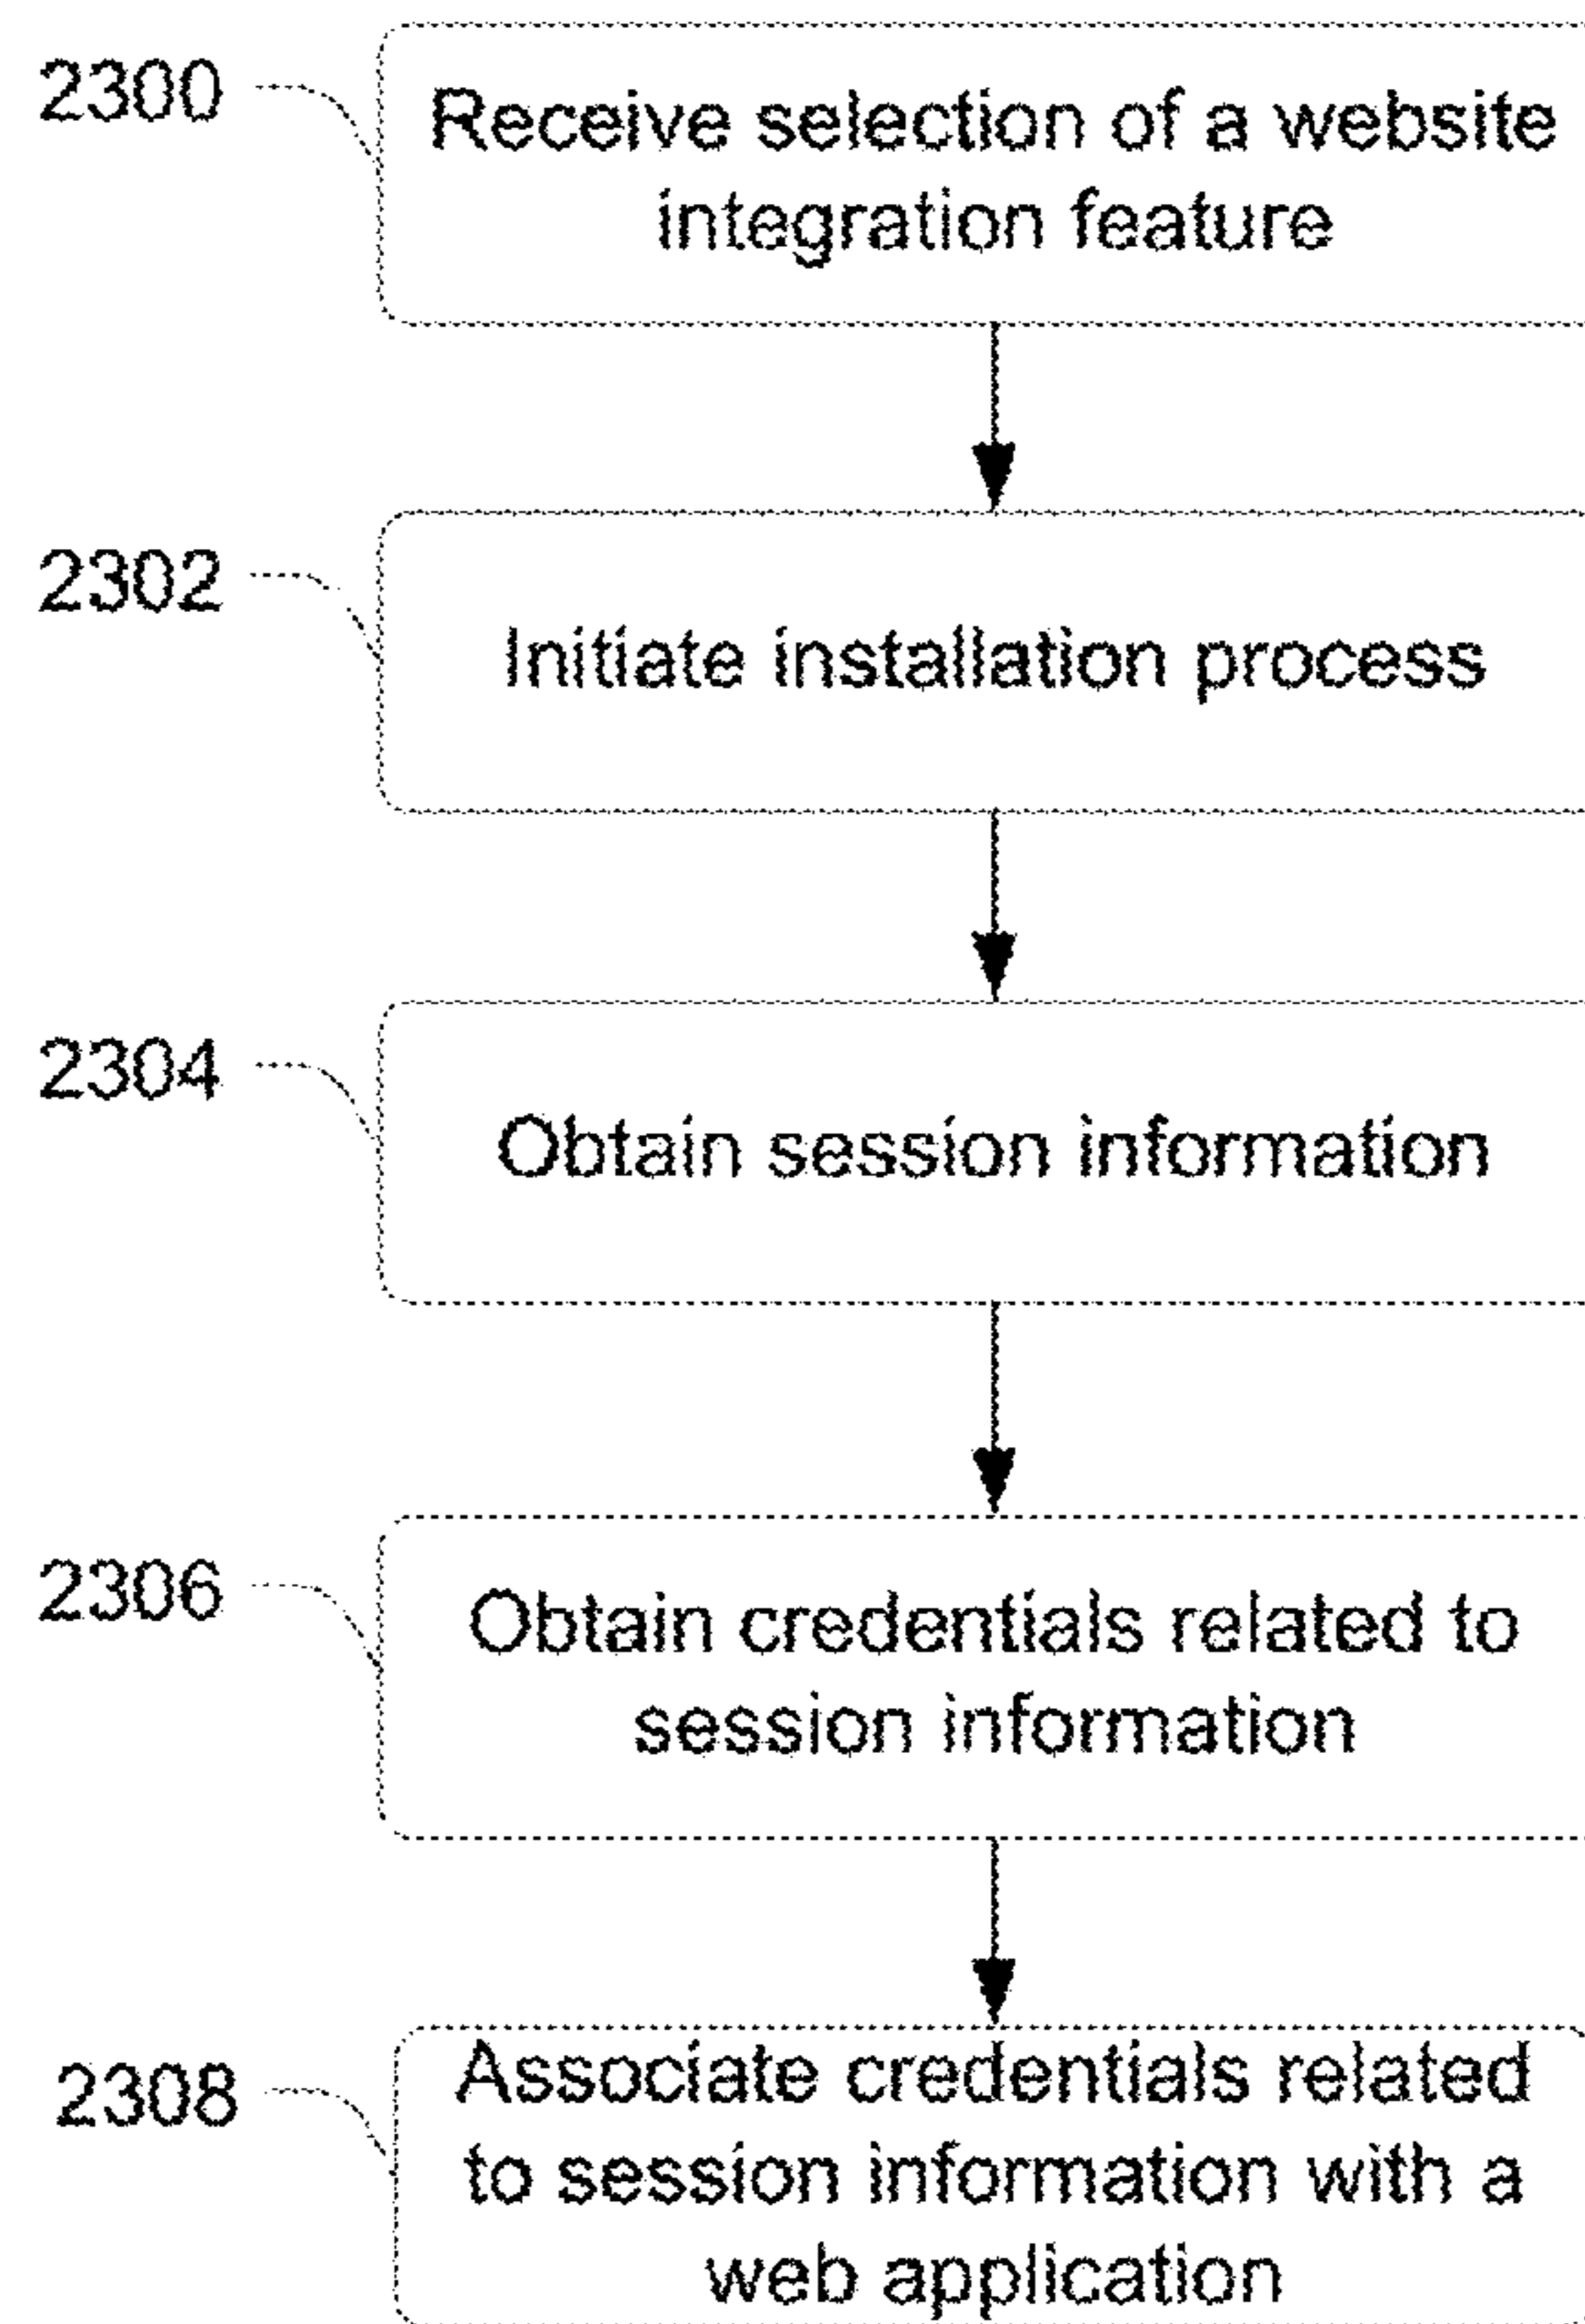 2300
Receive selection of a website
integration feature
2302
Initiate installation process
2304
Obtain session information
2306
Obtain credentials related to
session information
2308
Associate credentials related
to session information with a
web application